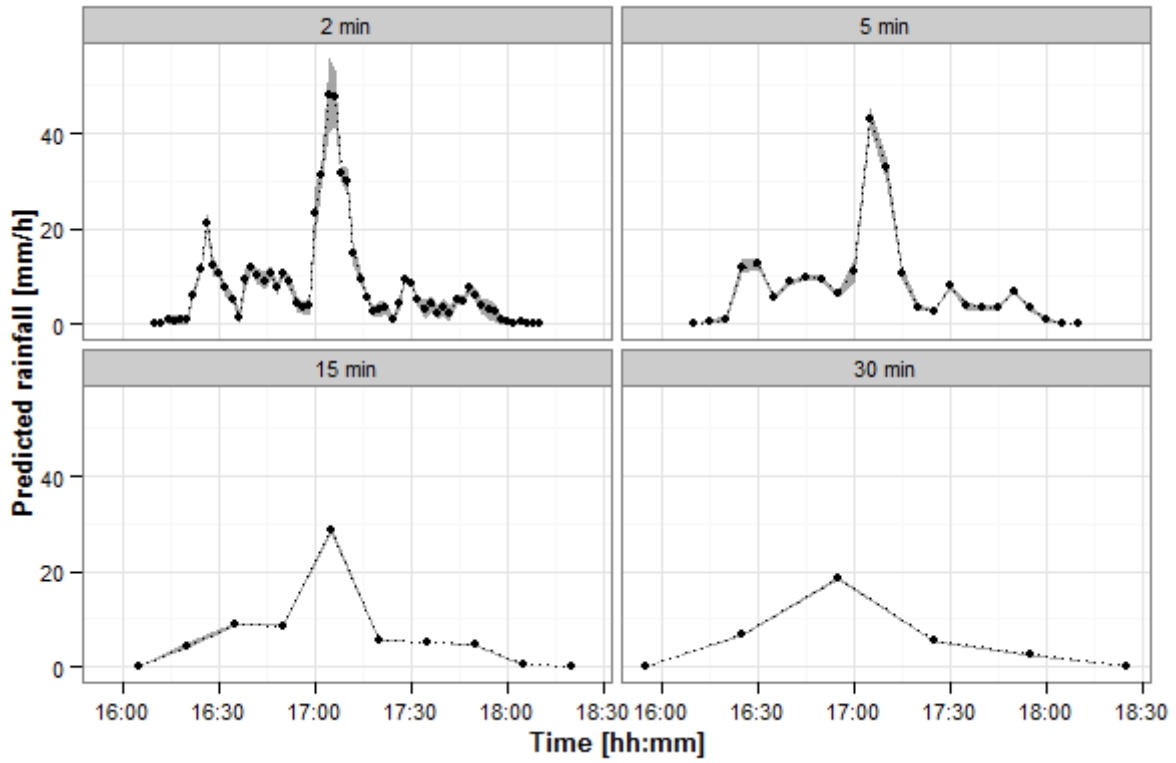 2 min
5 min
40
20
0
15 min
30 min
40
20
0
Predicted rainfall [mm/h]
16:00 16:30 17:00 17:30 18:00 18:30 16:00 16:30 17:00 17:30 18:00 18:30
Time [hh:mm]